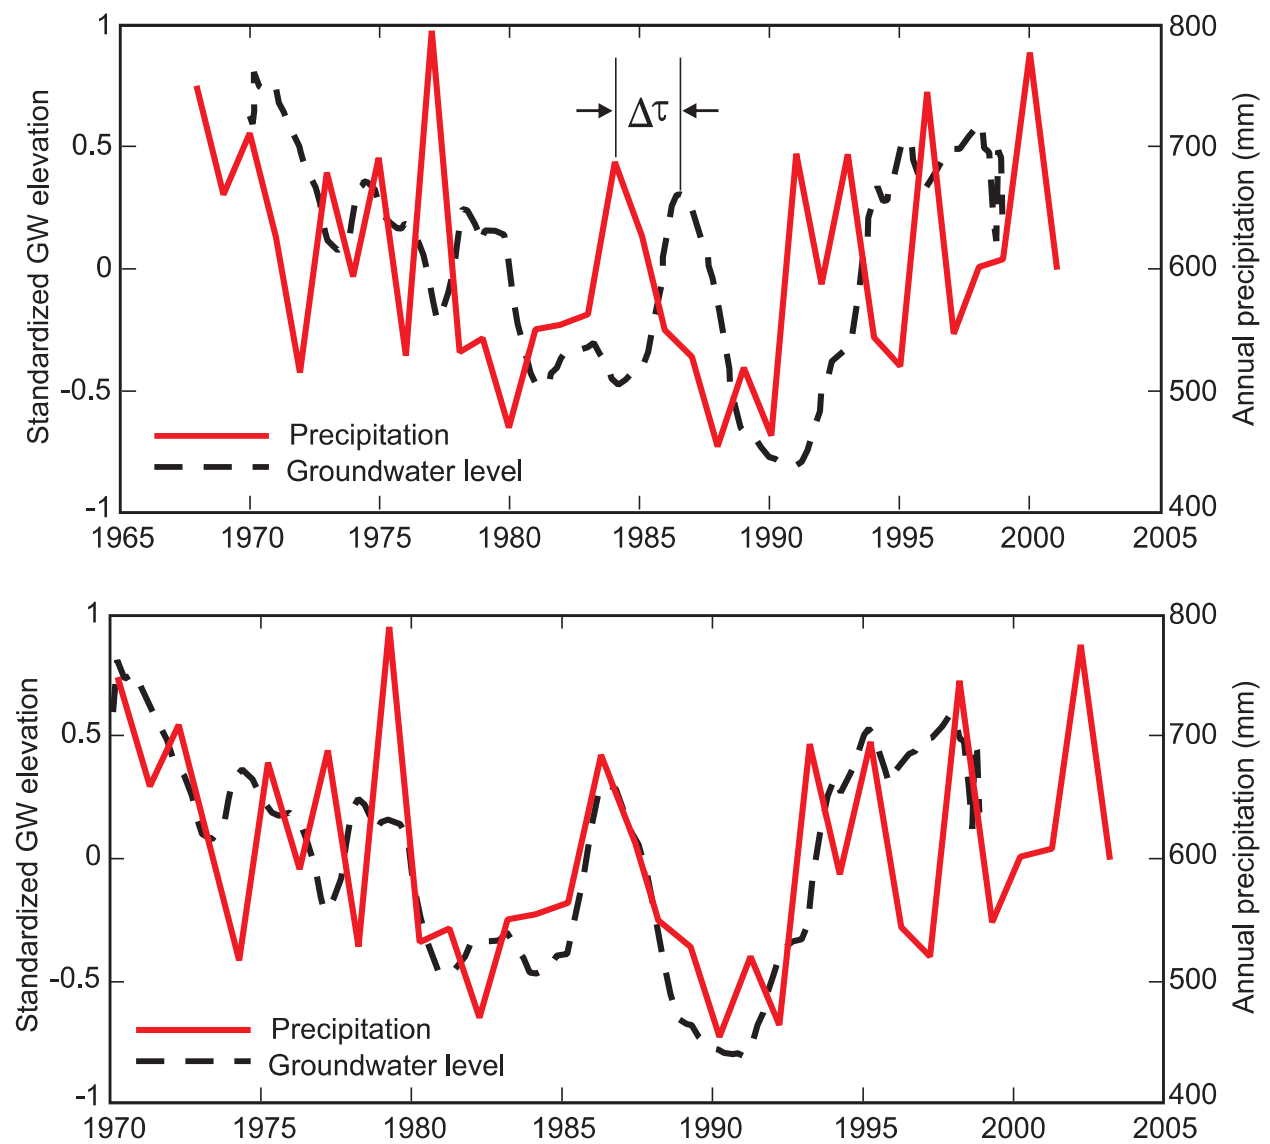 1
0.5
0
-0.5
-1
Standardized GW elevation
800
700
600
500
400
Annual precipitation (mm)
Δτ
Precipitation
Groundwater level
1965 1970 1975 1980 1985 1990 1995 2000 2005
1
0.5
0
-0.5
-1
Standardized GW elevation
800
700
600
500
400
Annual precipitation (mm)
Precipitation
Groundwater level
1970 1975 1980 1985 1990 1995 2000 2005